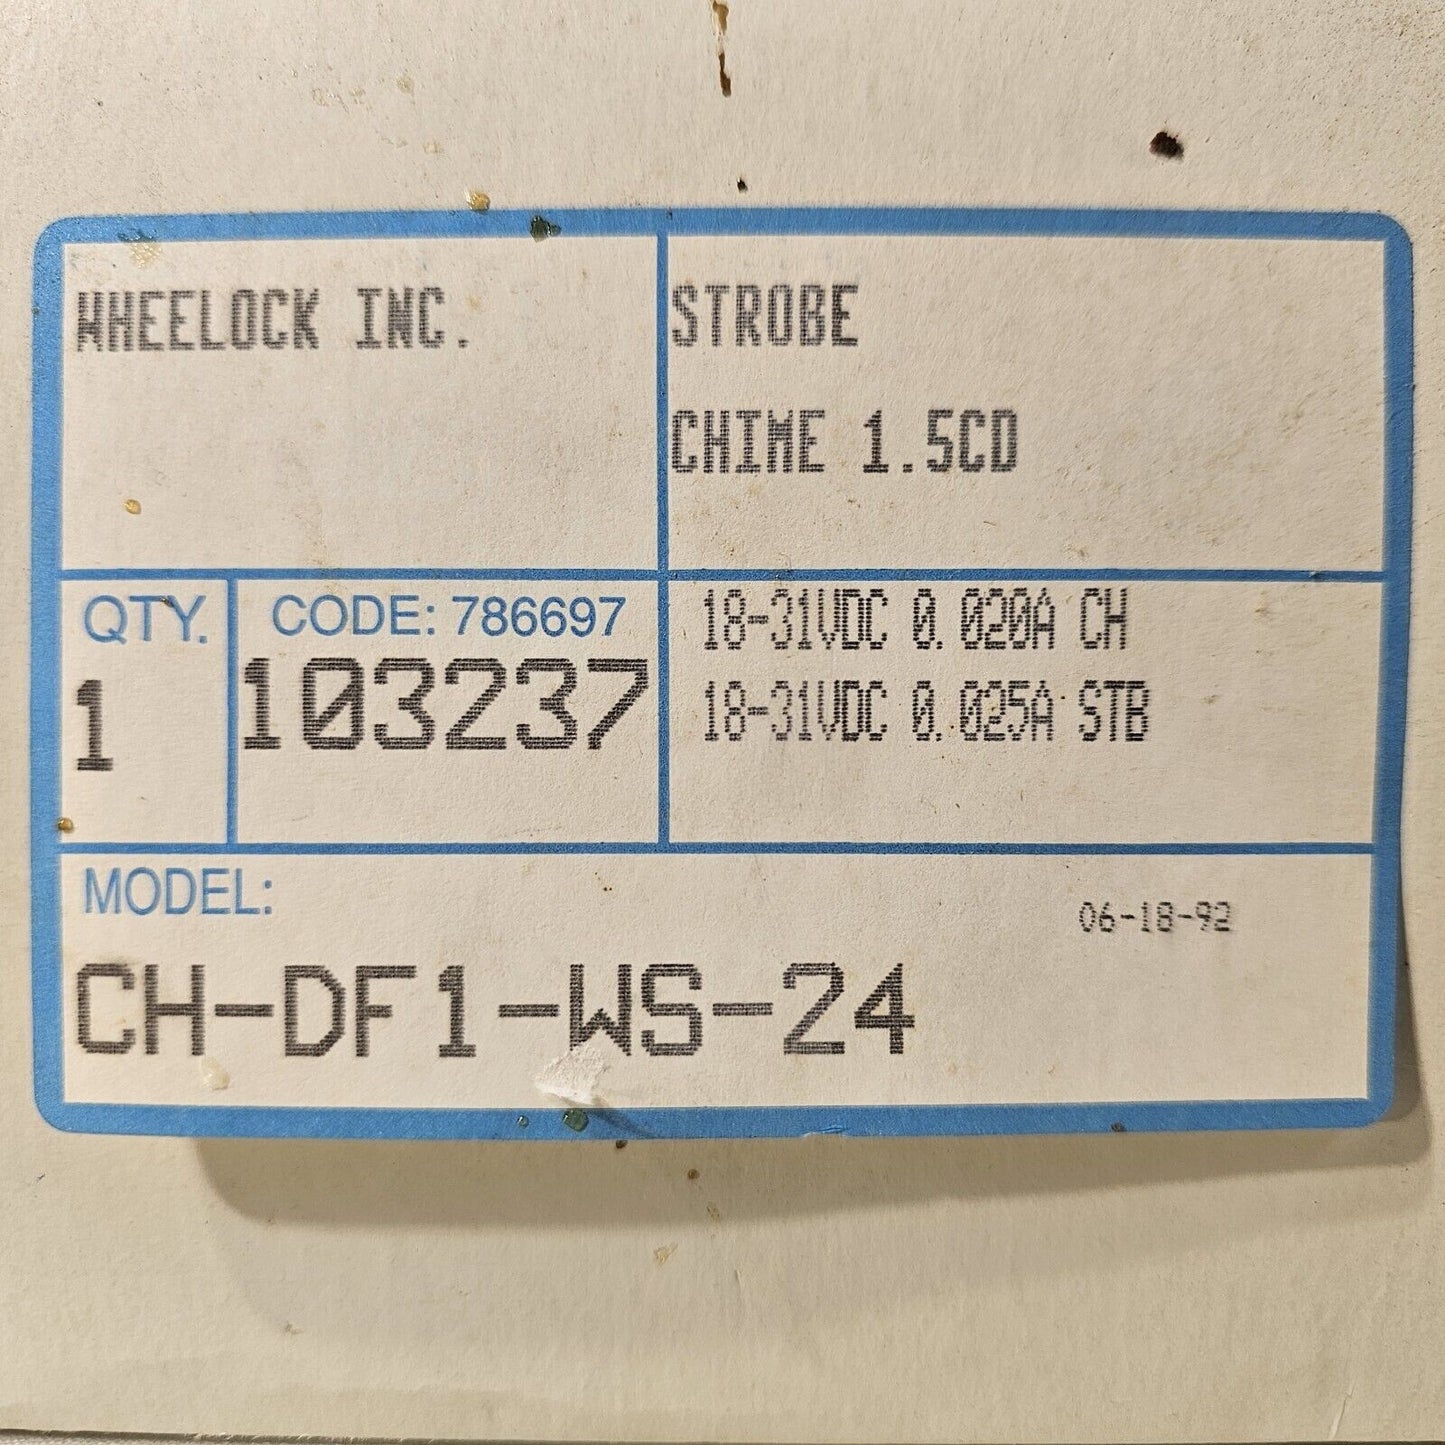 WHEELOCK INC.
STROBE
CHIME 1.5CD
QTY.
1
CODE: 786697
103237
18-31VDC 0.020A CH
18-31VDC 0.025A STB
MODEL:
06-18-92
CH-DF1-WS-24